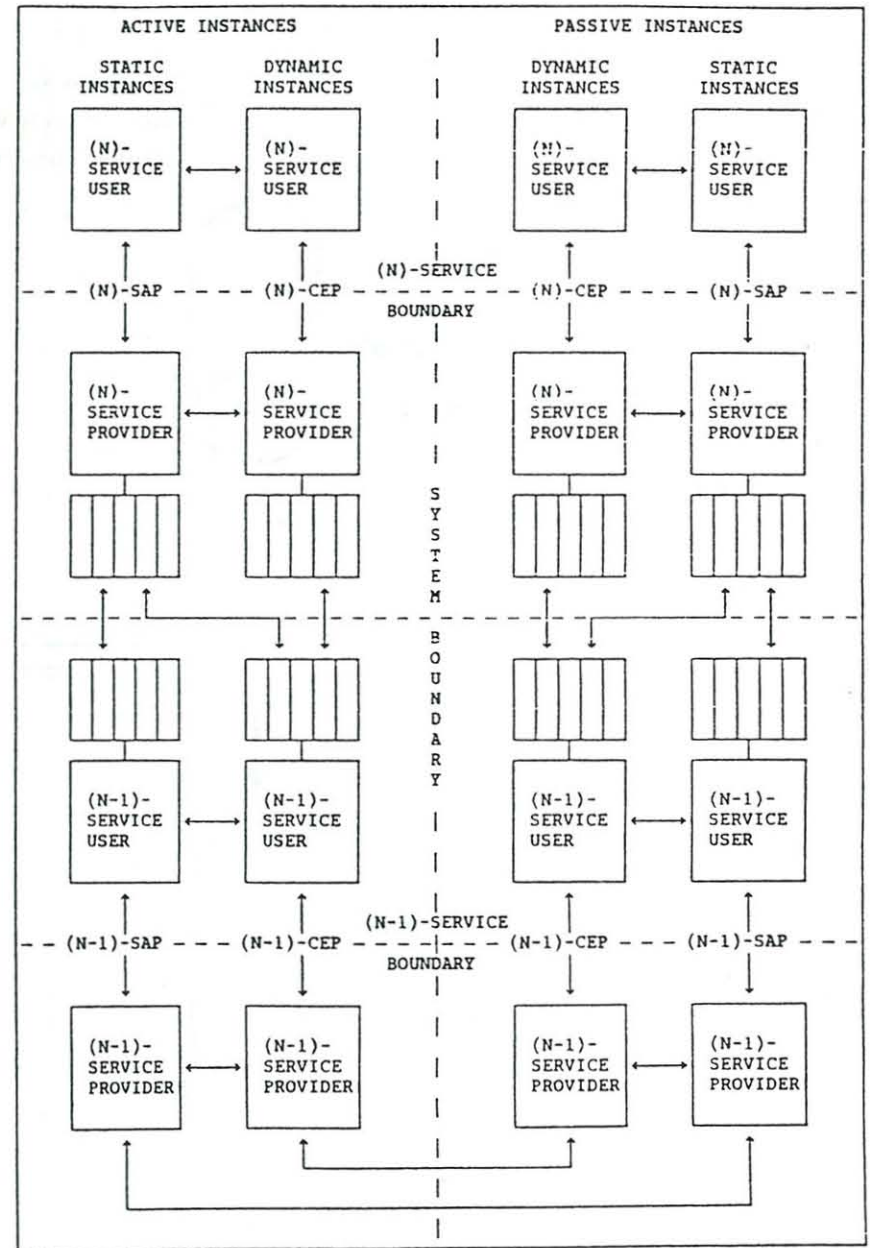 ACTIVE INSTANCES PASSIVE INSTANCES
STATIC DYNAMIC DYNAMIC STATIC
INSTANCES INSTANCES INSTANCES INSTANCES
(N)- (N)- (N)- (N)-
SERVICE SERVICE SERVICE SERVICE
USER USER USER USER
(N)-SERVICE
(N)-SAP (N)-CEP (N)-CEP (N)-SAP
BOUNDARY
(N)- (N)- (N)- (N)-
SERVICE SERVICE SERVICE SERVICE
PROVIDER PROVIDER PROVIDER PROVIDER
SYSTEM
BOUNDARY
(N-1)- (N-1)- (N-1)- (N-1)-
SERVICE SERVICE SERVICE SERVICE
USER USER USER USER
(N-1)-SERVICE
(N-1)-SAP (N-1)-CEP (N-1)-CEP (N-1)-SAP
BOUNDARY
(N-1)- (N-1)- (N-1)- (N-1)-
SERVICE SERVICE SERVICE SERVICE
PROVIDER PROVIDER PROVIDER PROVIDER